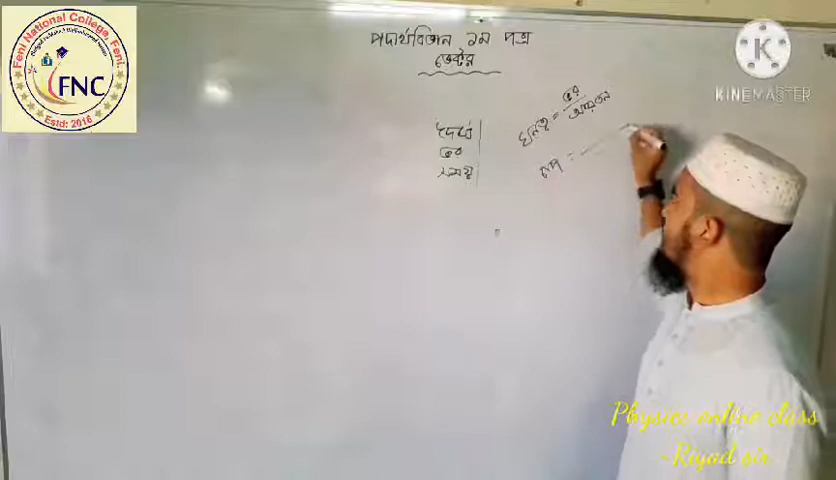 Feni National College, Feni.
FNC
Estd: 2016
পদার্থবিজ্ঞান ১ম পত্র
ভেক্টর
দৈর্ঘ্য
ভর
সময়
ঘনত্ব = ভর
আয়তন
চাপ =
KINEMASTER
Physics online class
-Riyad sir